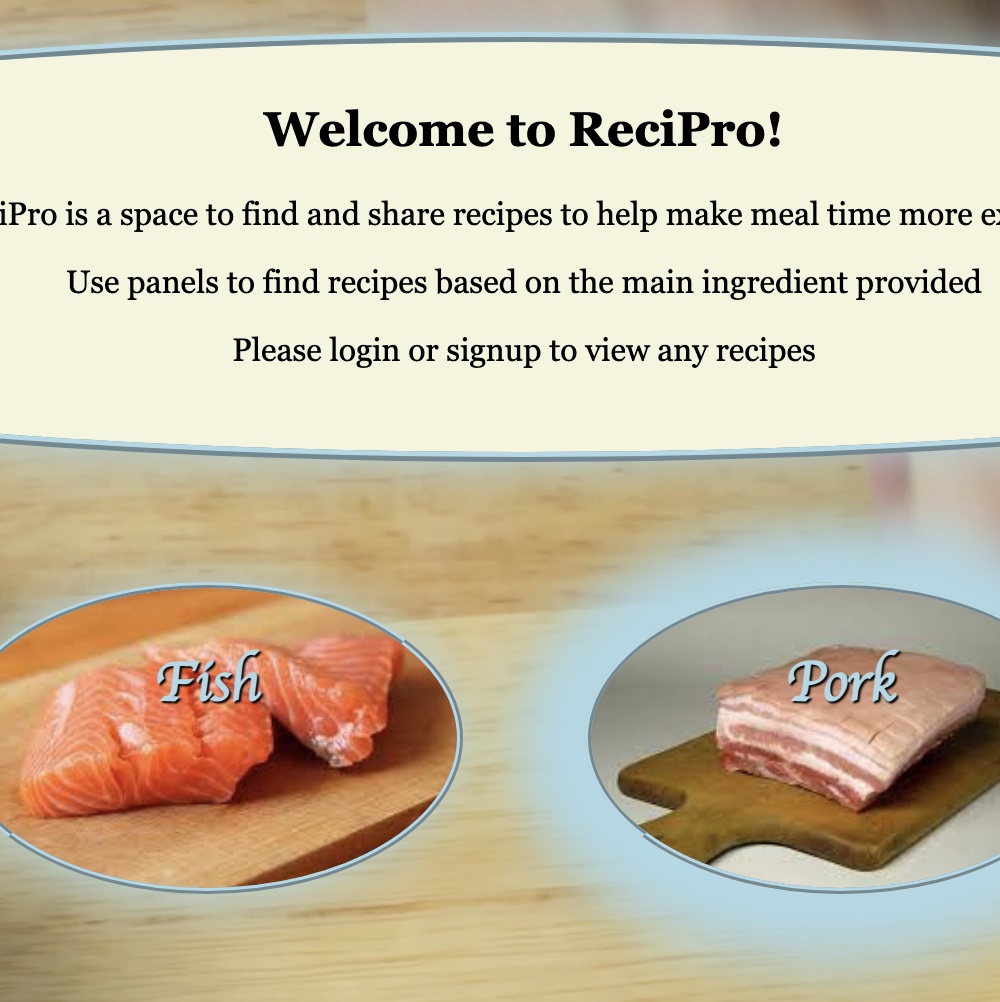 Welcome to ReciPro!
iPro is a space to find and share recipes to help make meal time more
Use panels to find recipes based on the main ingredient provided
Please login or signup to view any recipes
Fish
Pork